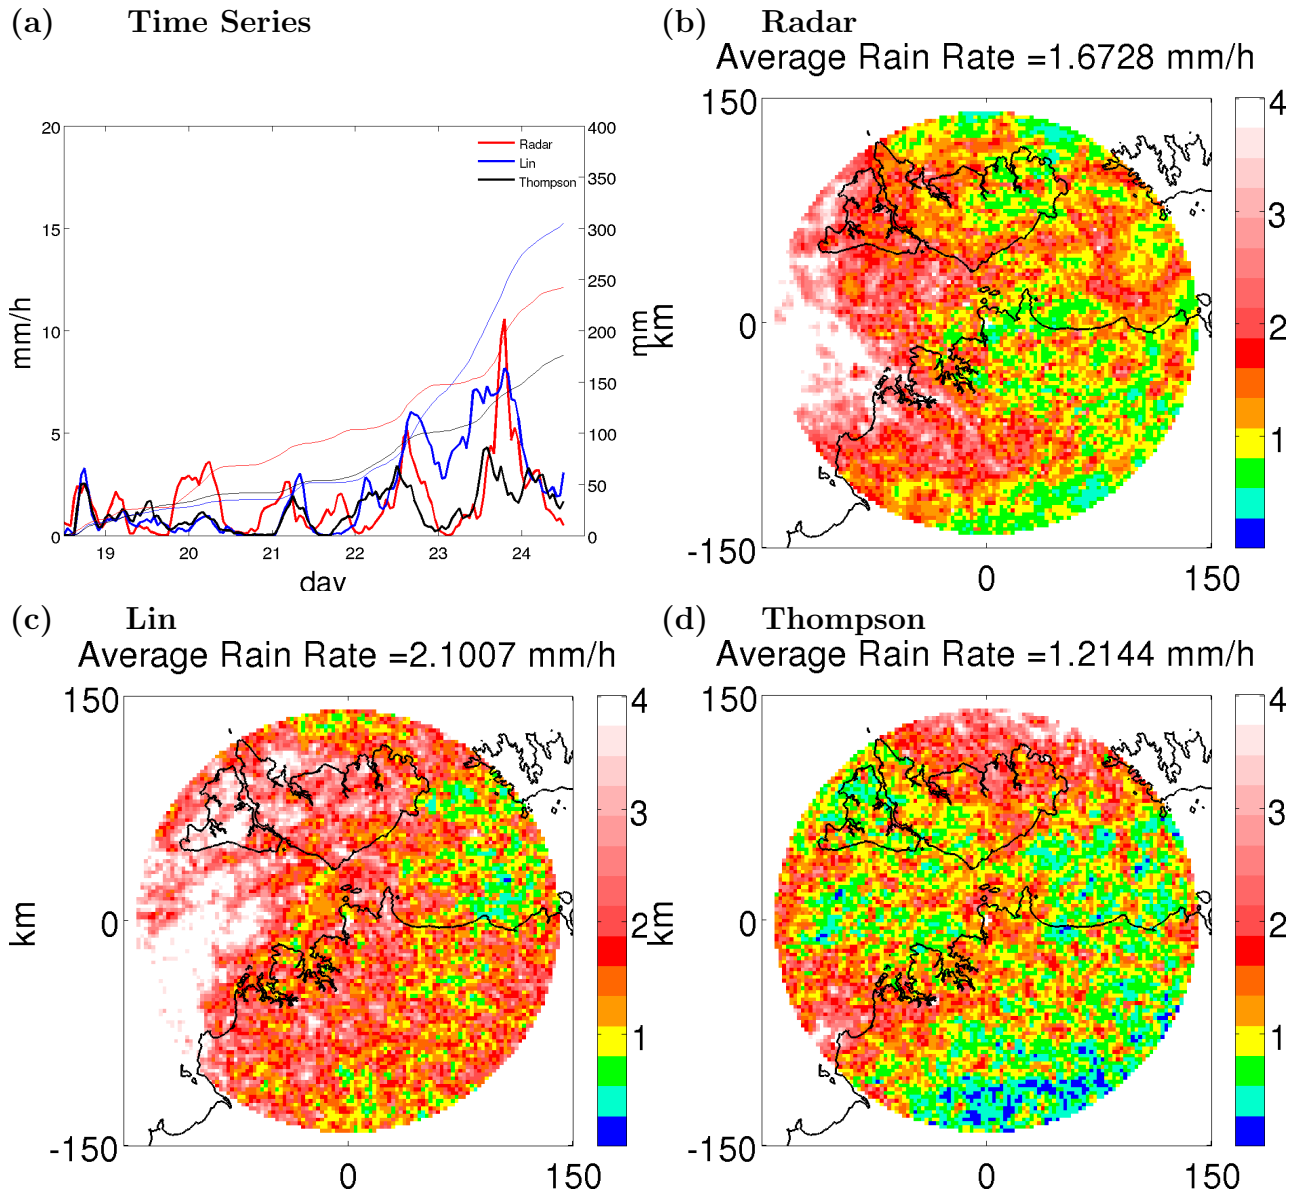 (a) Time Series
20
15
10
5
0
mm/h
400
350
300
250
200
150
100
50
0
mm
Radar
Lin
Thompson
19 20 21 22 23 24
day
(b) Radar
Average Rain Rate =1.6728 mm/h
150
0
-150
km
0 150
4
3
2
1
(c) Lin
Average Rain Rate =2.1007 mm/h
150
0
-150
km
0 150
4
3
2
1
(d) Thompson
Average Rain Rate =1.2144 mm/h
150
0
-150
km
0 150
4
3
2
1